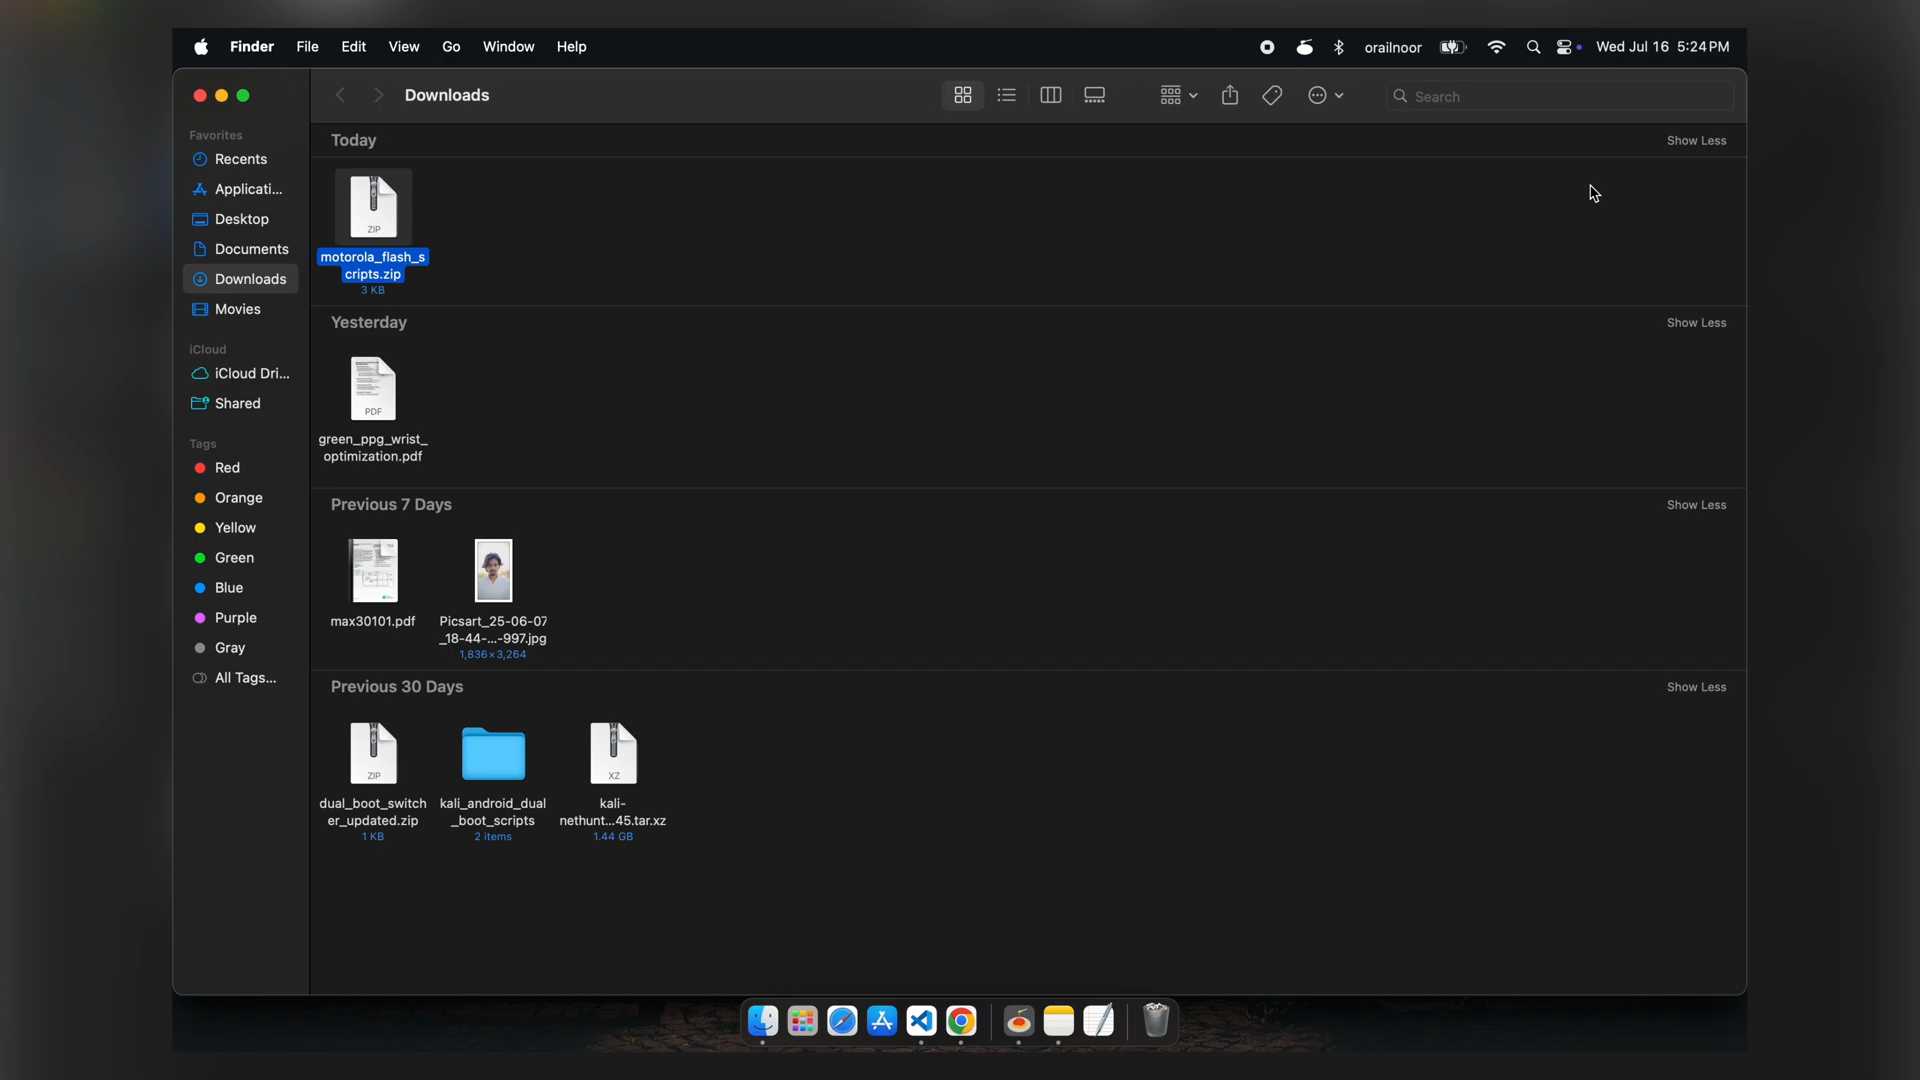 Finder File Edit View Go Window Help
orailnoor Wed Jul 16 5:24 PM
Downloads
Search
Favorites
Recents
Applicati...
Desktop
Documents
Downloads
Movies
iCloud
iCloud Dri...
Shared
Tags
Red
Orange
Yellow
Green
Blue
Purple
Gray
All Tags...
Today Show Less
ZIP
motorola_flash_s
cripts.zip
3 KB
Yesterday Show Less
PDF
green_ppg_wrist_
optimization.pdf
Previous 7 Days Show Less
max30101.pdf
Picsart_25-06-07
_18-44-...-997.jpg
1,836×3,264
Previous 30 Days Show Less
ZIP
dual_boot_switch
er_updated.zip
1 KB
kali_android_dual
_boot_scripts
2 items
XZ
kali-
nethunt...45.tar.xz
1.44 GB